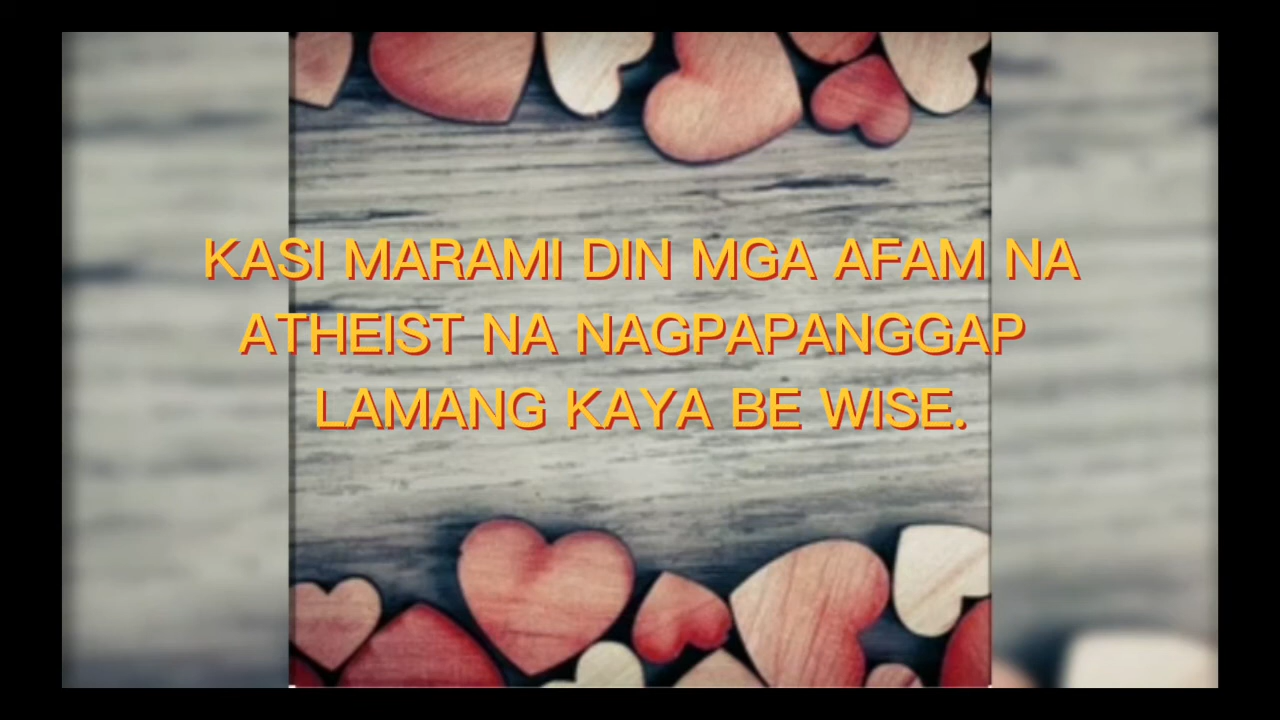 KASI MARAMI DIN MGA AFAM NA
ATHEIST NA NAGPAPANGGAP
LAMANG KAYA BE WISE.